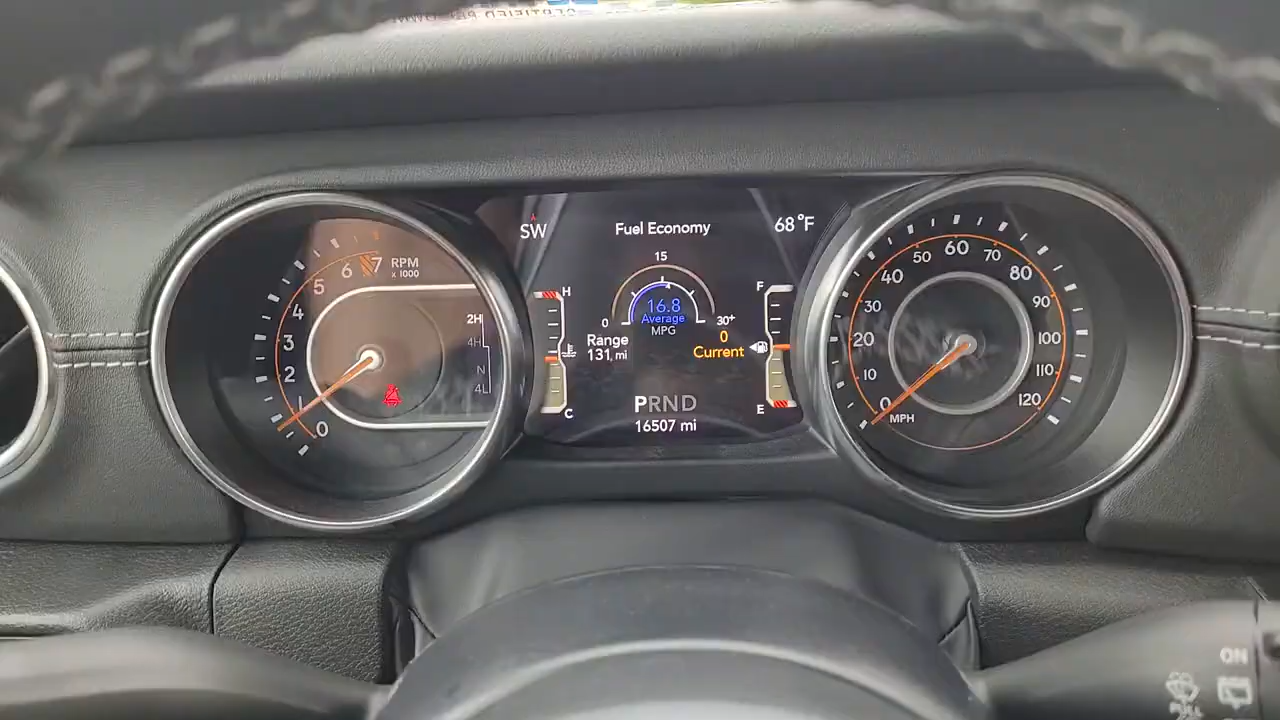 CERTIFIED
SW
Fuel Economy
68°F
15
16.8
Average
MPG
0
30+
Range
131 mi
0
Current
H
C
F
E
PRND
16507 mi
RPM
x 1000
0
1
2
3
4
5
6
7
2H
4H
N
4L
0
10
20
30
40
50
60
70
80
90
100
110
120
MPH
ON
PULL